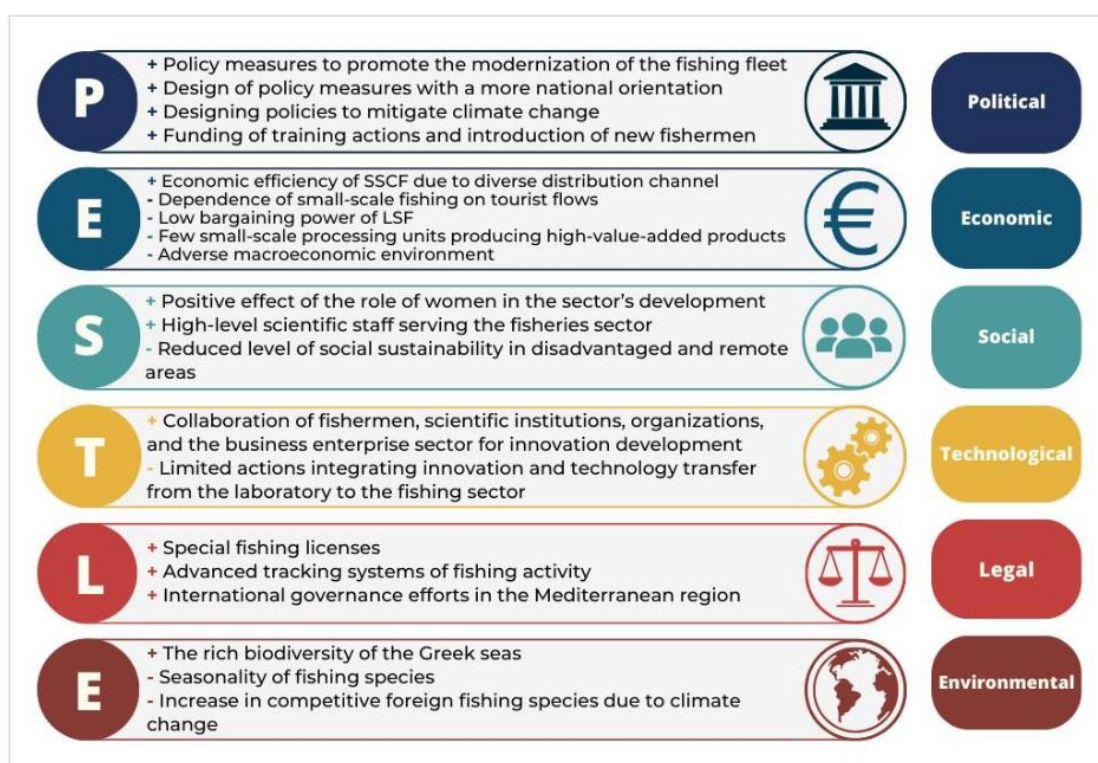 P
+ Policy measures to promote the modernization of the fishing fleet
+ Design of policy measures with a more national orientation
+ Designing policies to mitigate climate change
+ Funding of training actions and introduction of new fishermen
Political
E
+ Economic efficiency of SSCF due to diverse distribution channel
- Dependence of small-scale fishing on tourist flows
- Low bargaining power of LSF
- Few small-scale processing units producing high-value-added products
- Adverse macroeconomic environment
€
Economic
S
+ Positive effect of the role of women in the sector's development
+ High-level scientific staff serving the fisheries sector
- Reduced level of social sustainability in disadvantaged and remote
areas
Social
T
+ Collaboration of fishermen, scientific institutions, organizations,
and the business enterprise sector for innovation development
- Limited actions integrating innovation and technology transfer
from the laboratory to the fishing sector
Technological
L
+ Special fishing licenses
+ Advanced tracking systems of fishing activity
+ International governance efforts in the Mediterranean region
Legal
E
+ The rich biodiversity of the Greek seas
- Seasonality of fishing species
- Increase in competitive foreign fishing species due to climate
change
Environmental